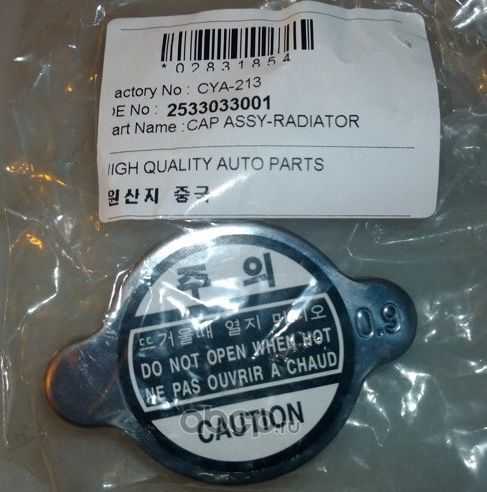 *02831854
actory No : CYA-213
OE No : 2533033001
art Name :CAP ASSY-RADIATOR
HIGH QUALITY AUTO PARTS
원산지 중국
주 의
뜨거울때 열지 마시오
DO NOT OPEN WHEN HOT
NE PAS OUVRIR A CHAUD
CAUTION
0.9